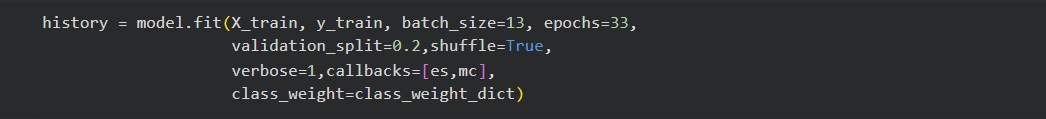 history = model.fit(X_train, y_train, batch_size=13, epochs=33,
validation_split=0.2,shuffle=True,
verbose=1,callbacks=[es,mc],
class_weight=class_weight_dict)